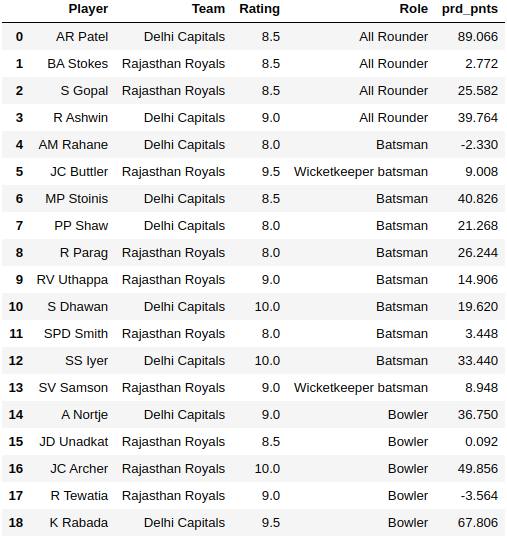 Player Team Rating Role prd_pnts
0 AR Patel Delhi Capitals 8.5 All Rounder 89.066
1 BA Stokes Rajasthan Royals 8.5 All Rounder 2.772
2 S Gopal Rajasthan Royals 8.5 All Rounder 25.582
3 R Ashwin Delhi Capitals 9.0 All Rounder 39.764
4 AM Rahane Delhi Capitals 8.0 Batsman -2.330
5 JC Buttler Rajasthan Royals 9.5 Wicketkeeper batsman 9.008
6 MP Stoinis Delhi Capitals 8.5 Batsman 40.826
7 PP Shaw Delhi Capitals 8.0 Batsman 21.268
8 R Parag Rajasthan Royals 8.0 Batsman 26.244
9 RV Uthappa Rajasthan Royals 9.0 Batsman 14.906
10 S Dhawan Delhi Capitals 10.0 Batsman 19.620
11 SPD Smith Rajasthan Royals 8.0 Batsman 3.448
12 SS Iyer Delhi Capitals 10.0 Batsman 33.440
13 SV Samson Rajasthan Royals 9.0 Wicketkeeper batsman 8.948
14 A Nortje Delhi Capitals 9.0 Bowler 36.750
15 JD Unadkat Rajasthan Royals 8.5 Bowler 0.092
16 JC Archer Rajasthan Royals 10.0 Bowler 49.856
17 R Tewatia Rajasthan Royals 9.0 Bowler -3.564
18 K Rabada Delhi Capitals 9.5 Bowler 67.806